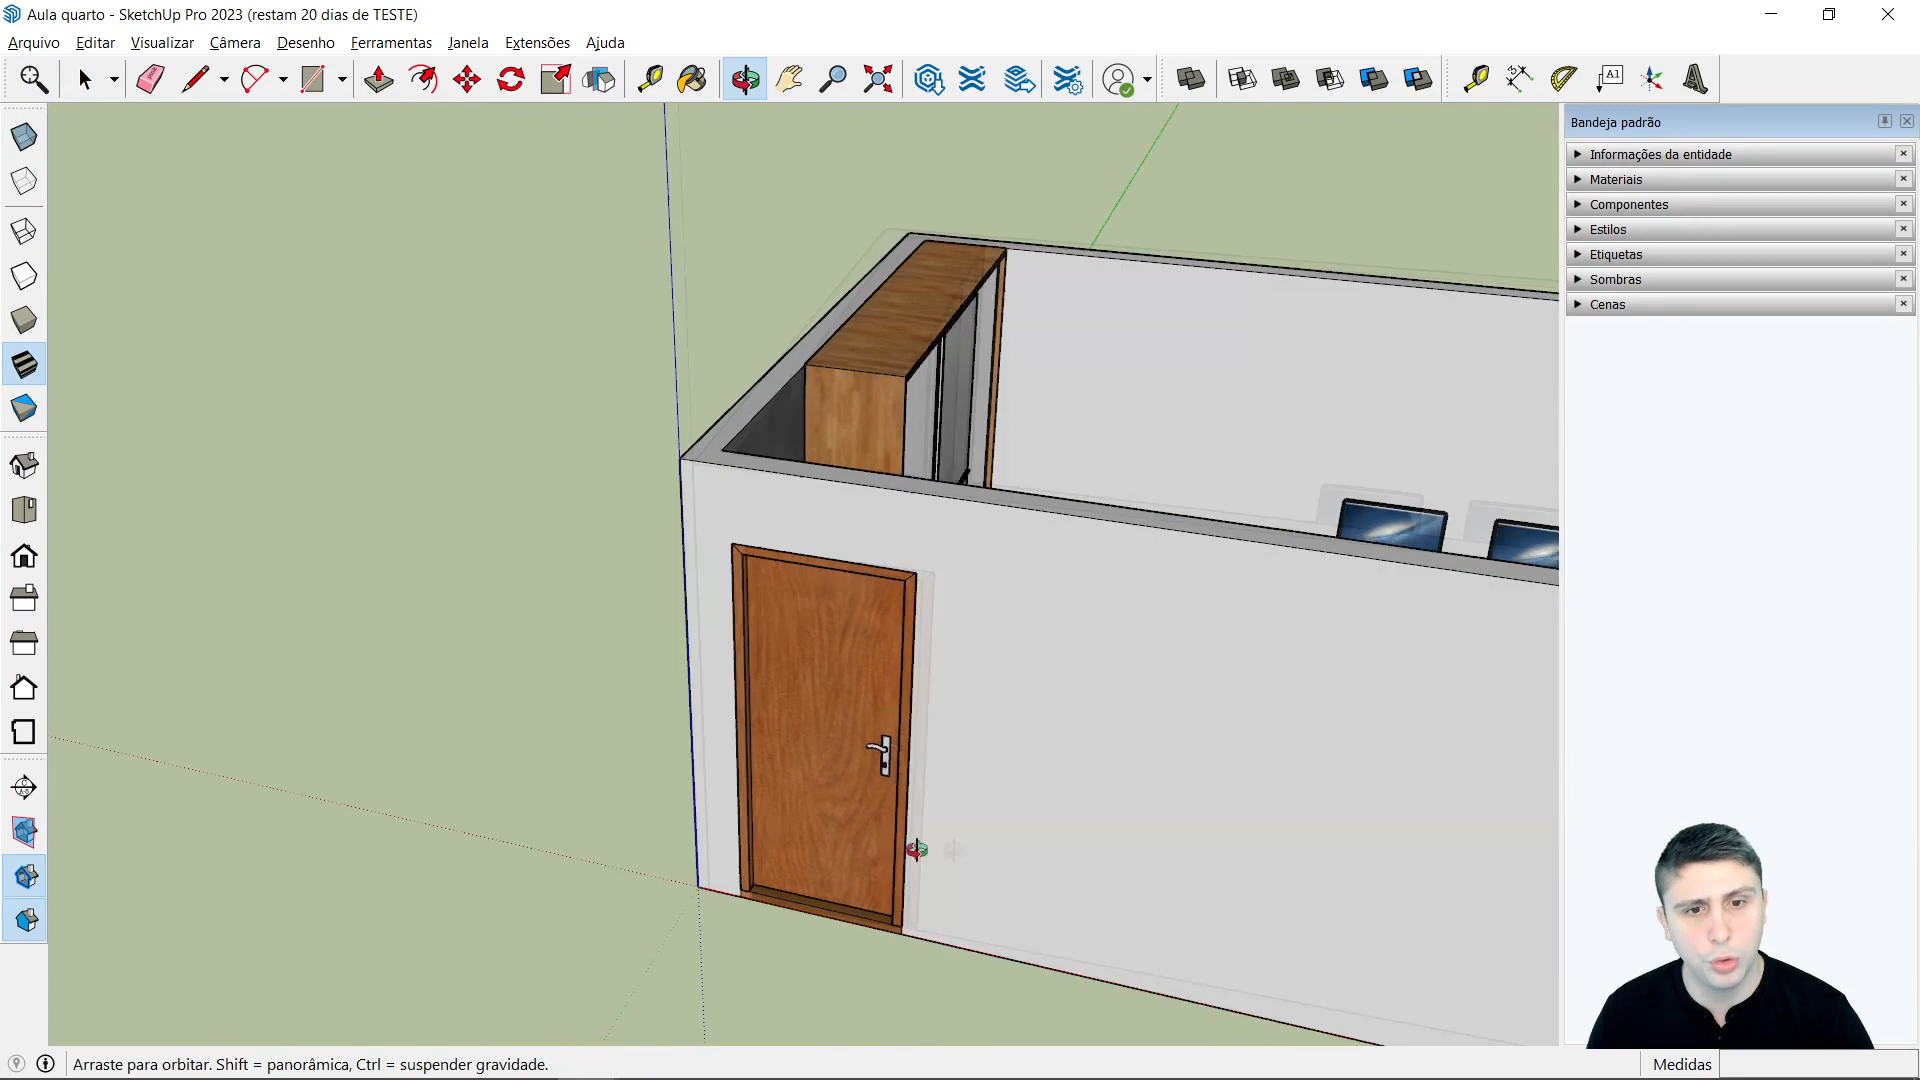 Aula quarto - SketchUp Pro 2023 (restam 20 dias de TESTE)
Arquivo Editar Visualizar Câmera Desenho Ferramentas Janela Extensões Ajuda
A1
Bandeja padrão
Informações da entidade
Materiais
Componentes
Estilos
Etiquetas
Sombras
Cenas
Arraste para orbitar. Shift = panorâmica, Ctrl = suspender gravidade.
Medidas